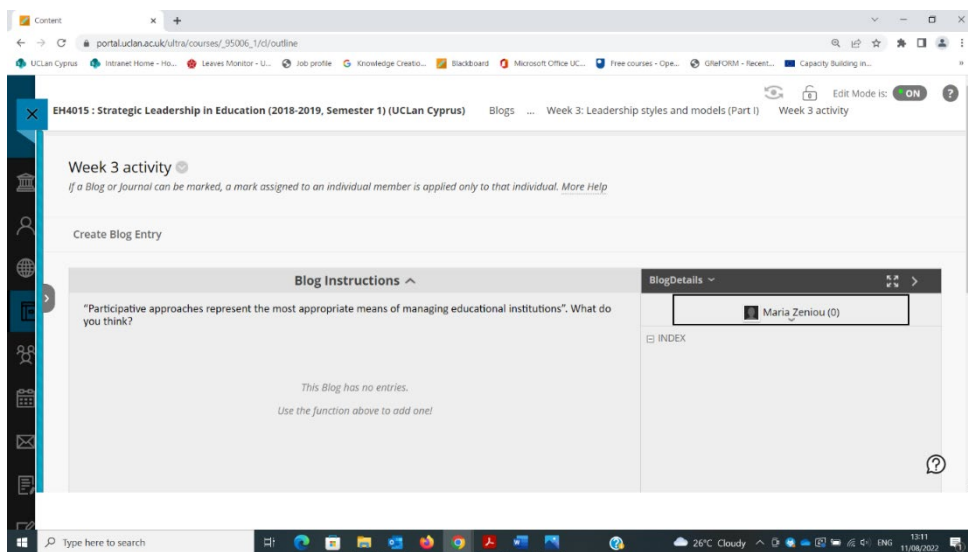 Content
portal.uclan.ac.uk/ultra/courses/_95006_1/cl/outline
UCLan Cyprus Intranet Home - Ho... Leaves Monitor - U... Job profile Knowledge Creatio... Blackboard Microsoft Office UC... Free courses - Ope... GReFORM - Recent... Capacity Building in...
Edit Mode is: ON ?
EH4015 : Strategic Leadership in Education (2018-2019, Semester 1) (UCLan Cyprus) Blogs ... Week 3: Leadership styles and models (Part I) Week 3 activity
Week 3 activity
If a Blog or Journal can be marked, a mark assigned to an individual member is applied only to that individual. More Help
Create Blog Entry
Blog Instructions
BlogDetails
"Participative approaches represent the most appropriate means of managing educational institutions". What do
you think?
Maria Zeniou (0)
INDEX
This Blog has no entries.
Use the function above to add one!
Type here to search
26°C Cloudy
ENG
13:11
11/08/2022